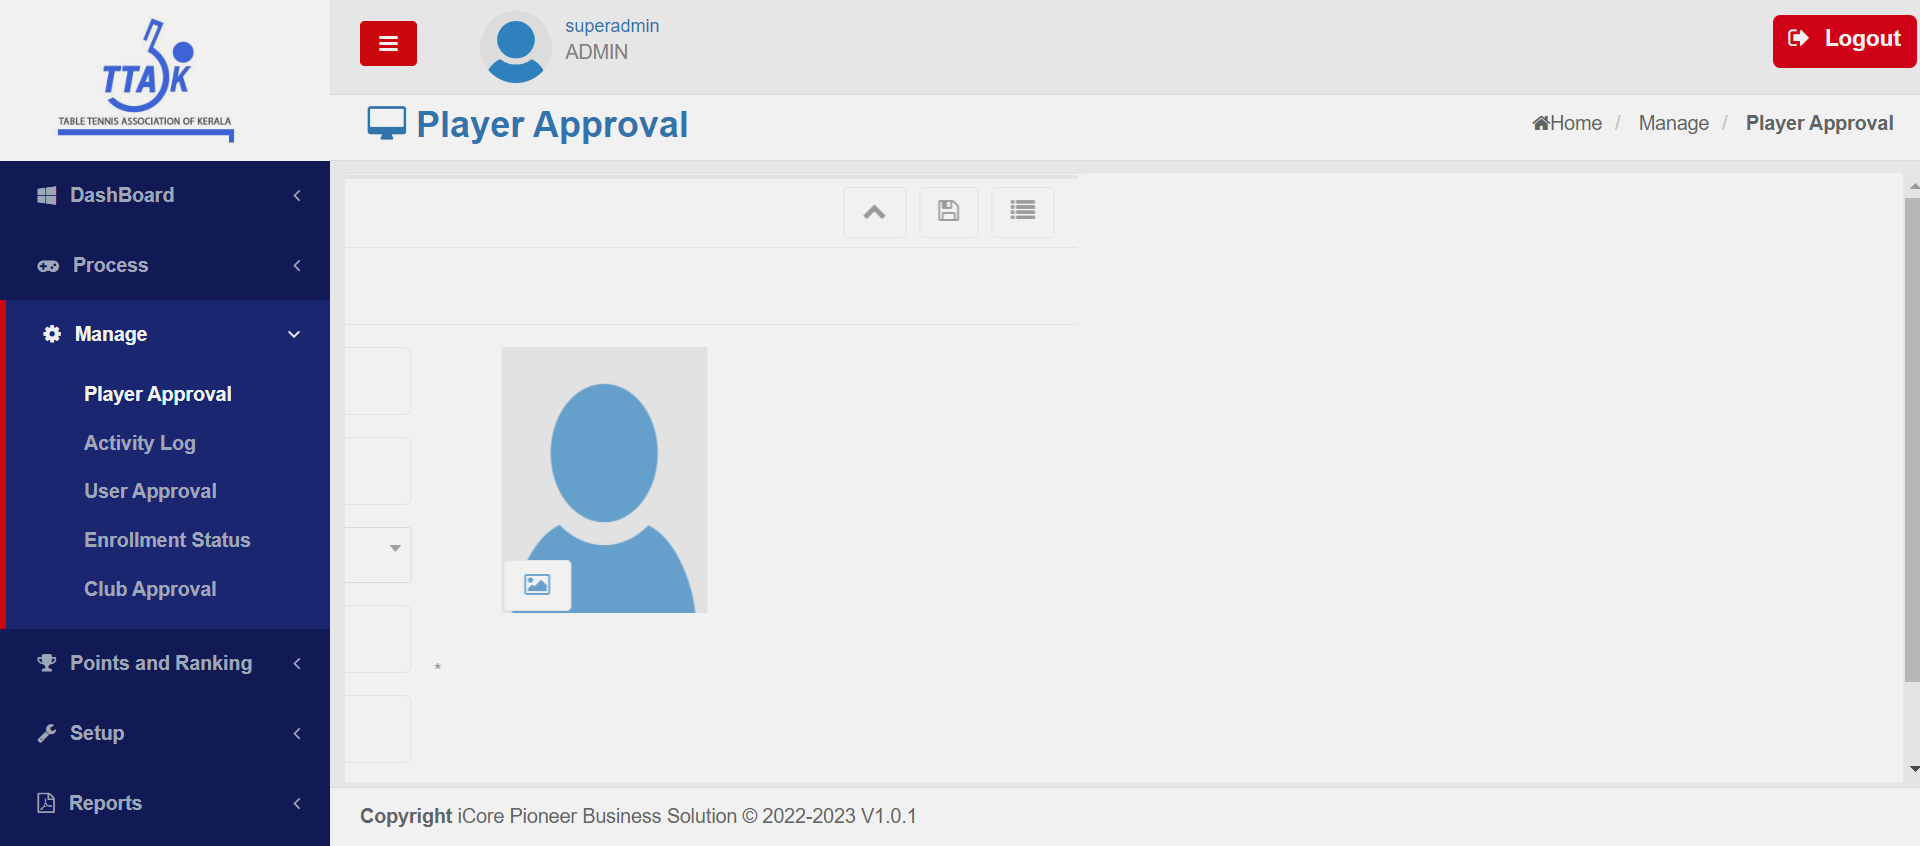 TTAK
TABLE TENNIS ASSOCIATION OF KERALA
superadmin
ADMIN
Logout
Player Approval
Home / Manage / Player Approval
DashBoard
Process
Manage
Player Approval
Activity Log
User Approval
Enrollment Status
Club Approval
Points and Ranking
Setup
Reports
*
Copyright iCore Pioneer Business Solution © 2022-2023 V1.0.1